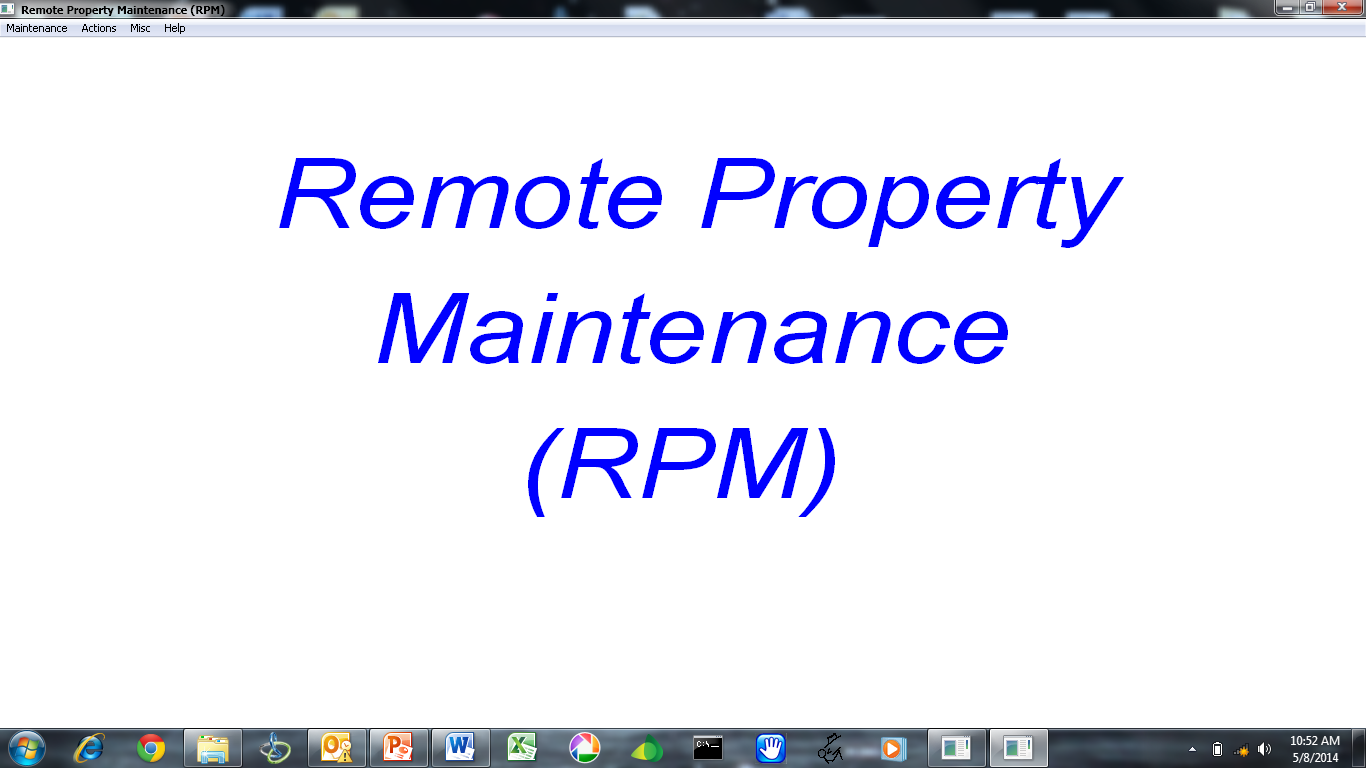 Remote Property Maintenance (RPM)
Maintenance Actions Misc Help
Remote Property
Maintenance
(RPM)
10:52 AM
5/8/2014